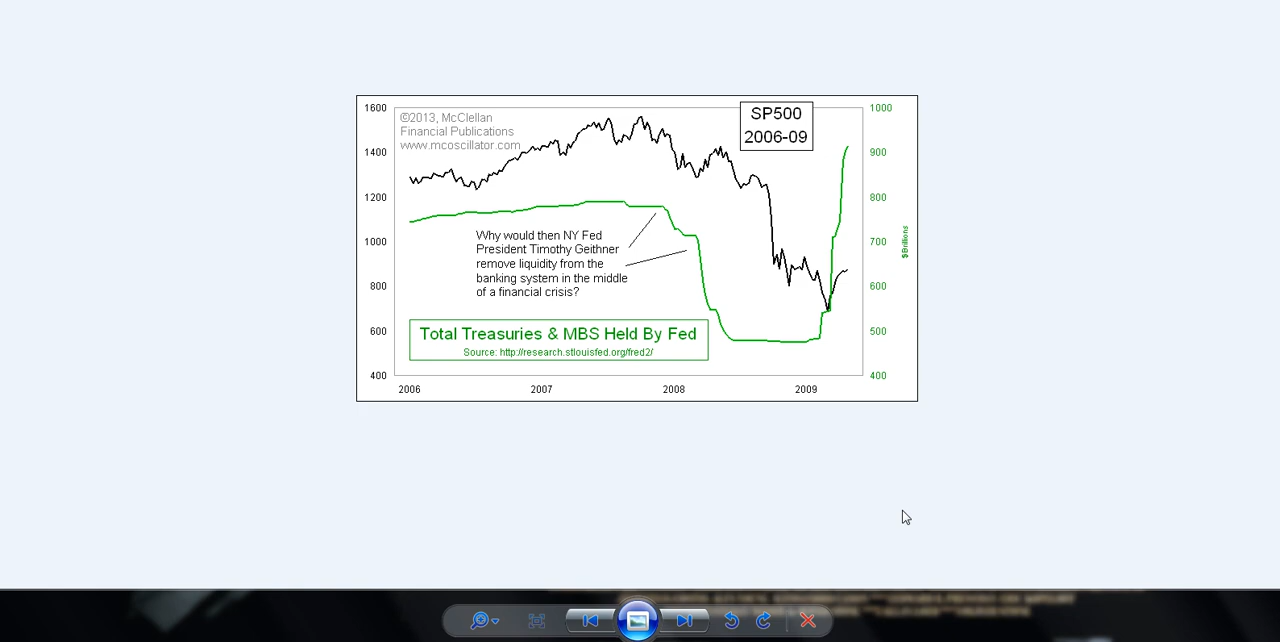 1600
1400
1200
1000
800
600
400
©2013, McClellan
Financial Publications
www.mcoscillator.com
SP500
2006-09
1000
900
800
700
600
500
400
$Billions
Why would then NY Fed
President Timothy Geithner
remove liquidity from the
banking system in the middle
of a financial crisis?
Total Treasuries & MBS Held By Fed
Source: http://research.stlouisfed.org/fred2/
2006
2007
2008
2009